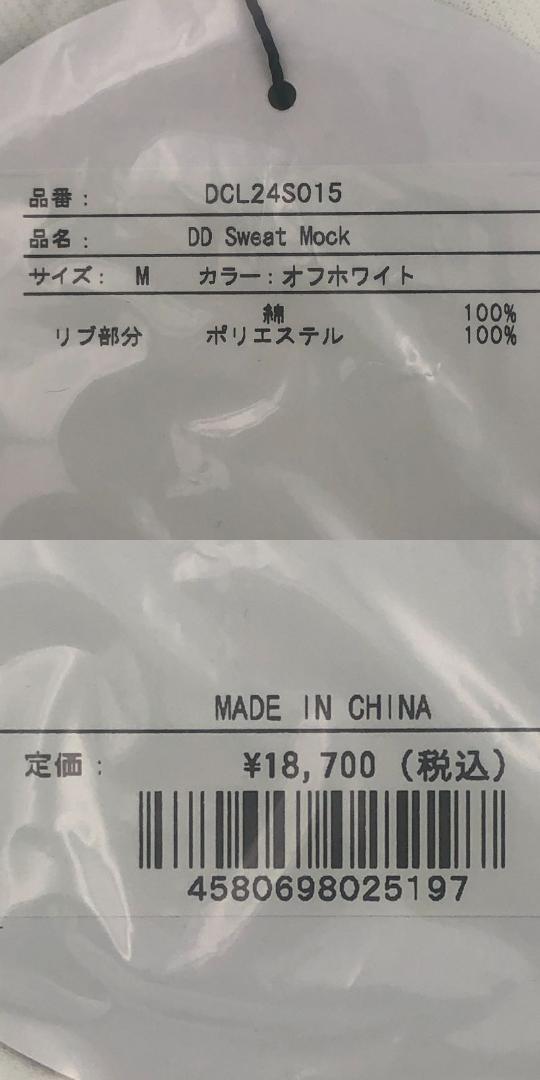 品番： DCL24S015
品名： DD Sweat Mock
サイズ： M カラー：オフホワイト
綿 100%
リブ部分 ポリエステル 100%
MADE IN CHINA
定価： ¥18,700 (税込)
4580698025197